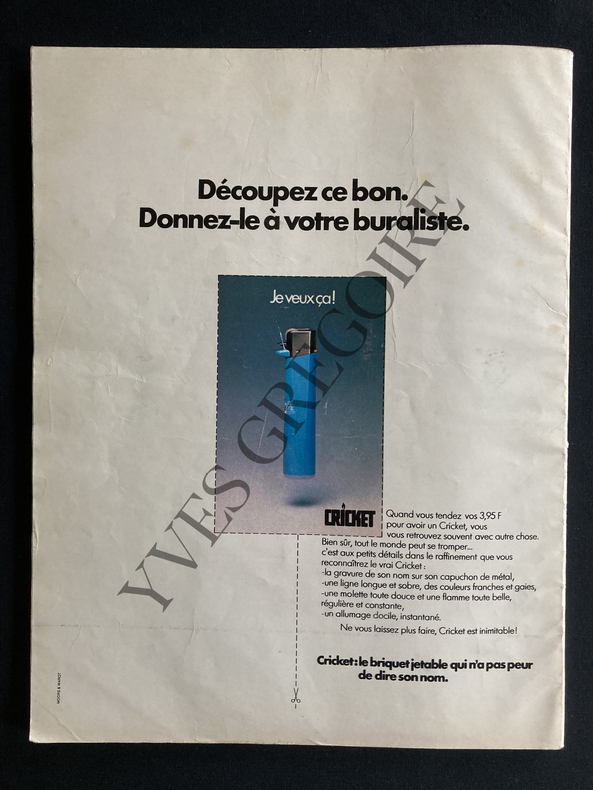 Découpez ce bon.
Donnez-le à votre buraliste.
Je veux ça!
CRICKET
Quand vous tendez vos 3,95 F
pour avoir un Cricket, vous
vous retrouvez souvent avec autre chose.
Bien sûr, tout le monde peut se tromper...
c'est aux petits détails dans le raffinement que vous
reconnaîtrez le vrai Cricket :
-la gravure de son nom sur son capuchon de métal,
-une ligne longue et sobre, des couleurs franches et gaies,
-une molette toute douce et une flamme toute belle,
régulière et constante,
-un allumage docile, instantané.
Ne vous laissez plus faire, Cricket est inimitable!
Cricket: le briquet jetable qui n'a pas peur
de dire son nom.
YVES GREGOIRE